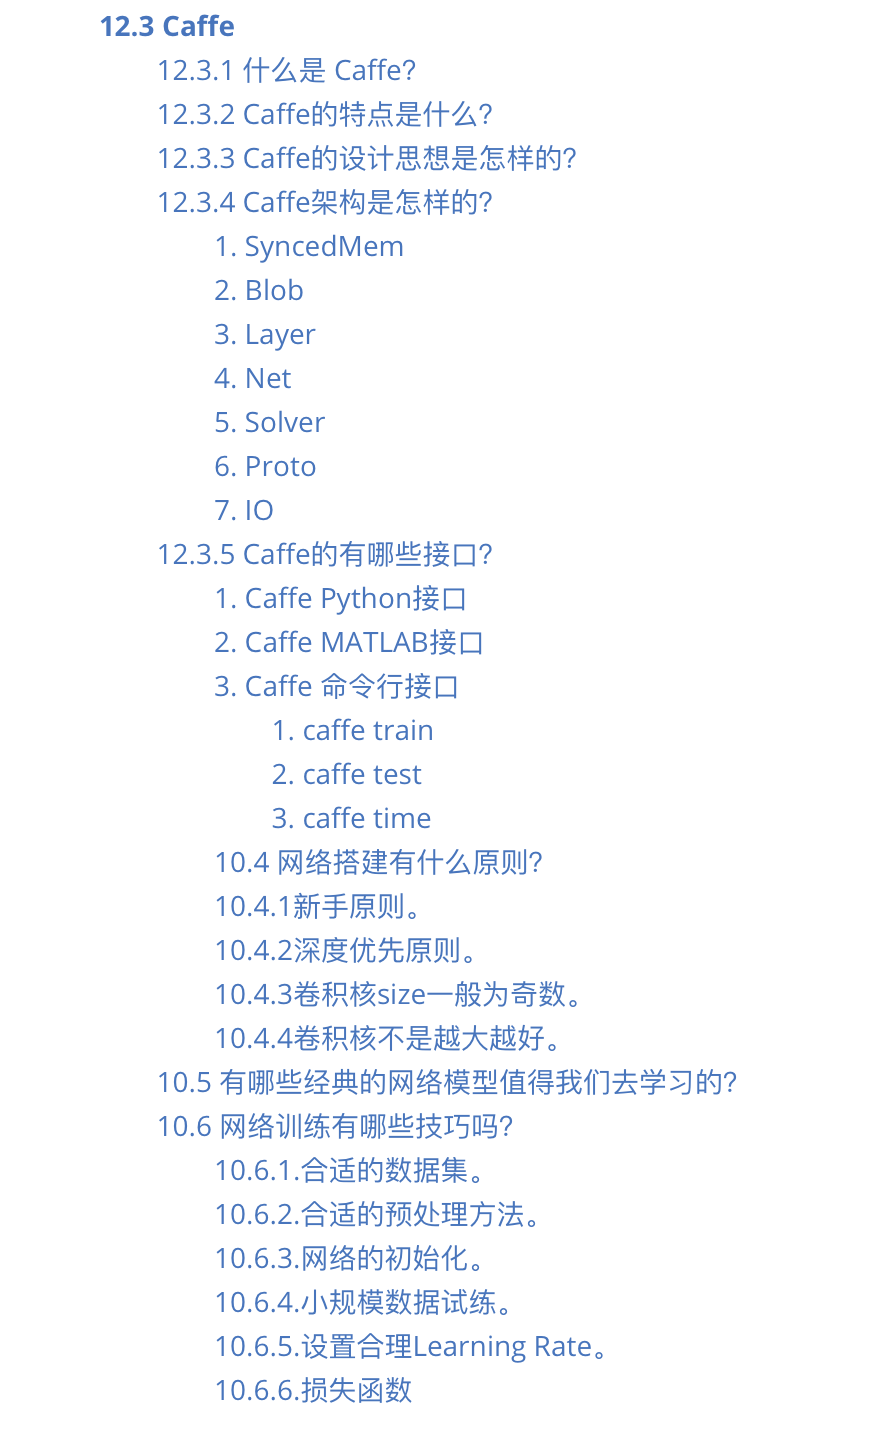 12.3 Caffe
12.3.1 什么是 Caffe?
12.3.2 Caffe的特点是什么?
12.3.3 Caffe的设计思想是怎样的?
12.3.4 Caffe架构是怎样的?
1. SyncedMem
2. Blob
3. Layer
4. Net
5. Solver
6. Proto
7. IO
12.3.5 Caffe的有哪些接口?
1. Caffe Python接口
2. Caffe MATLAB接口
3. Caffe 命令行接口
1. caffe train
2. caffe test
3. caffe time
10.4 网络搭建有什么原则?
10.4.1新手原则。
10.4.2深度优先原则。
10.4.3卷积核size一般为奇数。
10.4.4卷积核不是越大越好。
10.5 有哪些经典的网络模型值得我们去学习的?
10.6 网络训练有哪些技巧吗?
10.6.1.合适的数据集。
10.6.2.合适的预处理方法。
10.6.3.网络的初始化。
10.6.4.小规模数据试练。
10.6.5.设置合理Learning Rate。
10.6.6.损失函数